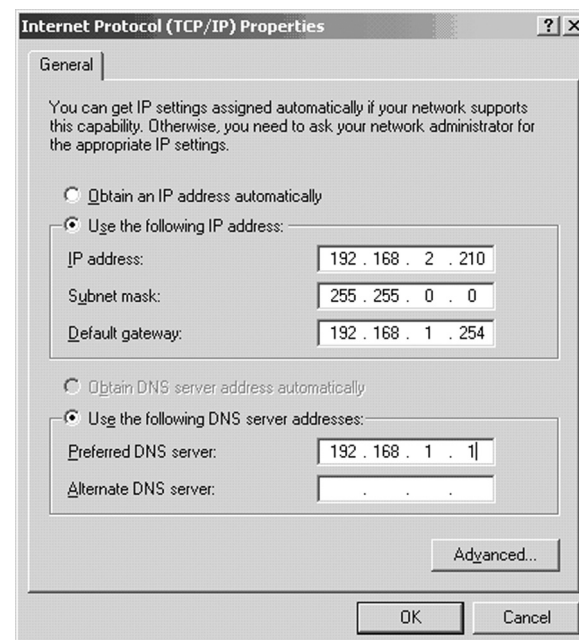 Internet Protocol (TCP/IP) Properties
? X
General
You can get IP settings assigned automatically if your network supports
this capability. Otherwise, you need to ask your network administrator for
the appropriate IP settings.
Obtain an IP address automatically
Use the following IP address:
IP address: 192 . 168 . 2 . 210
Subnet mask: 255 . 255 . 0 . 0
Default gateway: 192 . 168 . 1 . 254
Obtain DNS server address automatically
Use the following DNS server addresses:
Preferred DNS server: 192 . 168 . 1 . 1
Alternate DNS server: . . .
Advanced...
OK Cancel